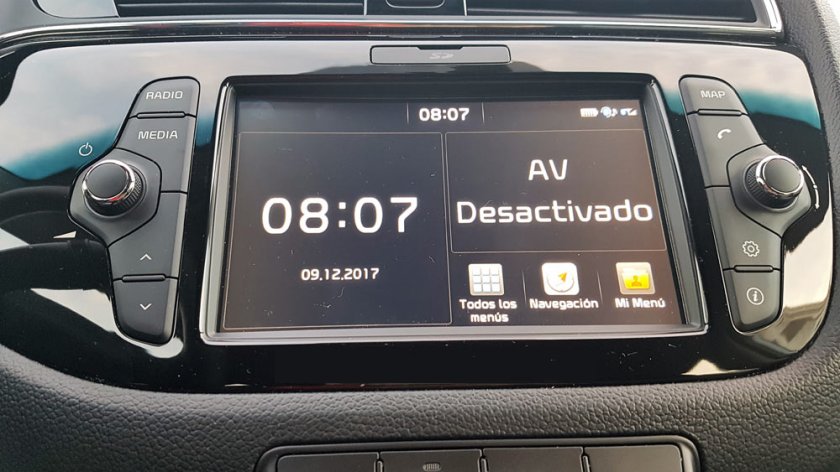 SD
RADIO
MEDIA
MAP
08:07
08:07
09.12.2017
AV
Desactivado
Todos los
menús
Navegación
Mi Menú